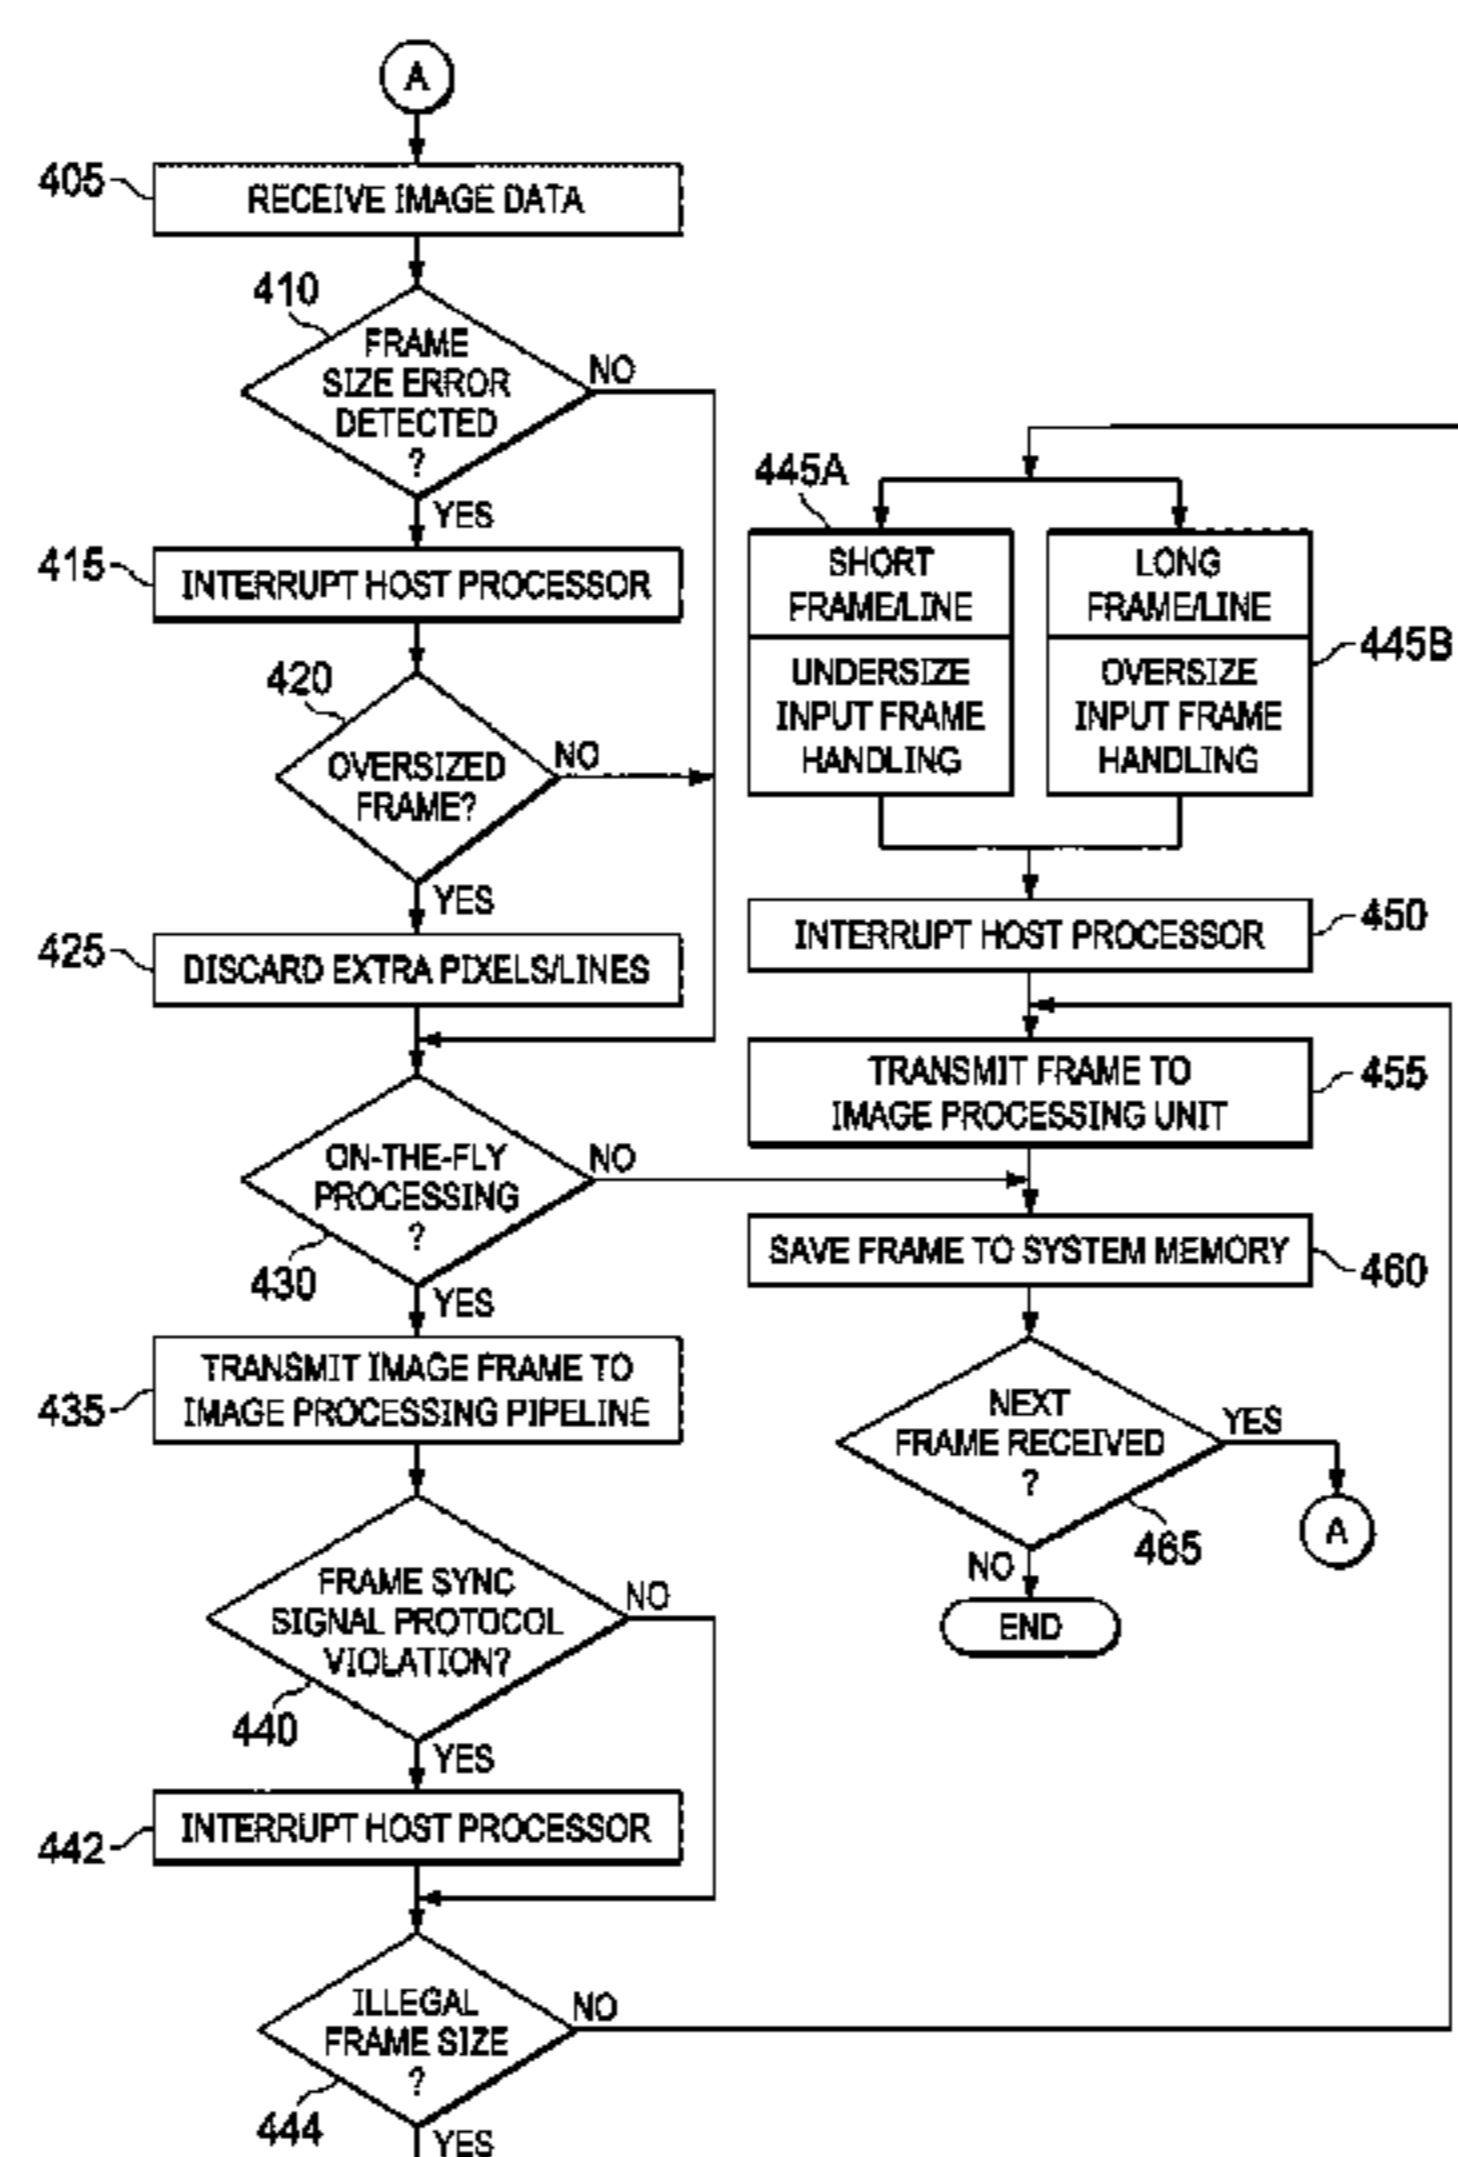 A
405
RECEIVE IMAGE DATA
410
FRAME
SIZE ERROR
DETECTED
?
NO
YES
415
INTERRUPT HOST PROCESSOR
420
OVERSIZED
FRAME?
NO
YES
425
DISCARD EXTRA PIXELS/LINES
ON-THE-FLY
PROCESSING
?
NO
430
YES
435
TRANSMIT IMAGE FRAME TO
IMAGE PROCESSING PIPELINE
FRAME SYNC
SIGNAL PROTOCOL
VIOLATION?
NO
440
YES
442
INTERRUPT HOST PROCESSOR
ILLEGAL
FRAME SIZE
?
NO
444
YES
445A
SHORT
FRAME/LINE
UNDERSIZE
INPUT FRAME
HANDLING
LONG
FRAME/LINE
OVERSIZE
INPUT FRAME
HANDLING
445B
INTERRUPT HOST PROCESSOR
450
TRANSMIT FRAME TO
IMAGE PROCESSING UNIT
455
SAVE FRAME TO SYSTEM MEMORY
460
NEXT
FRAME RECEIVED
?
YES
465
A
NO
END